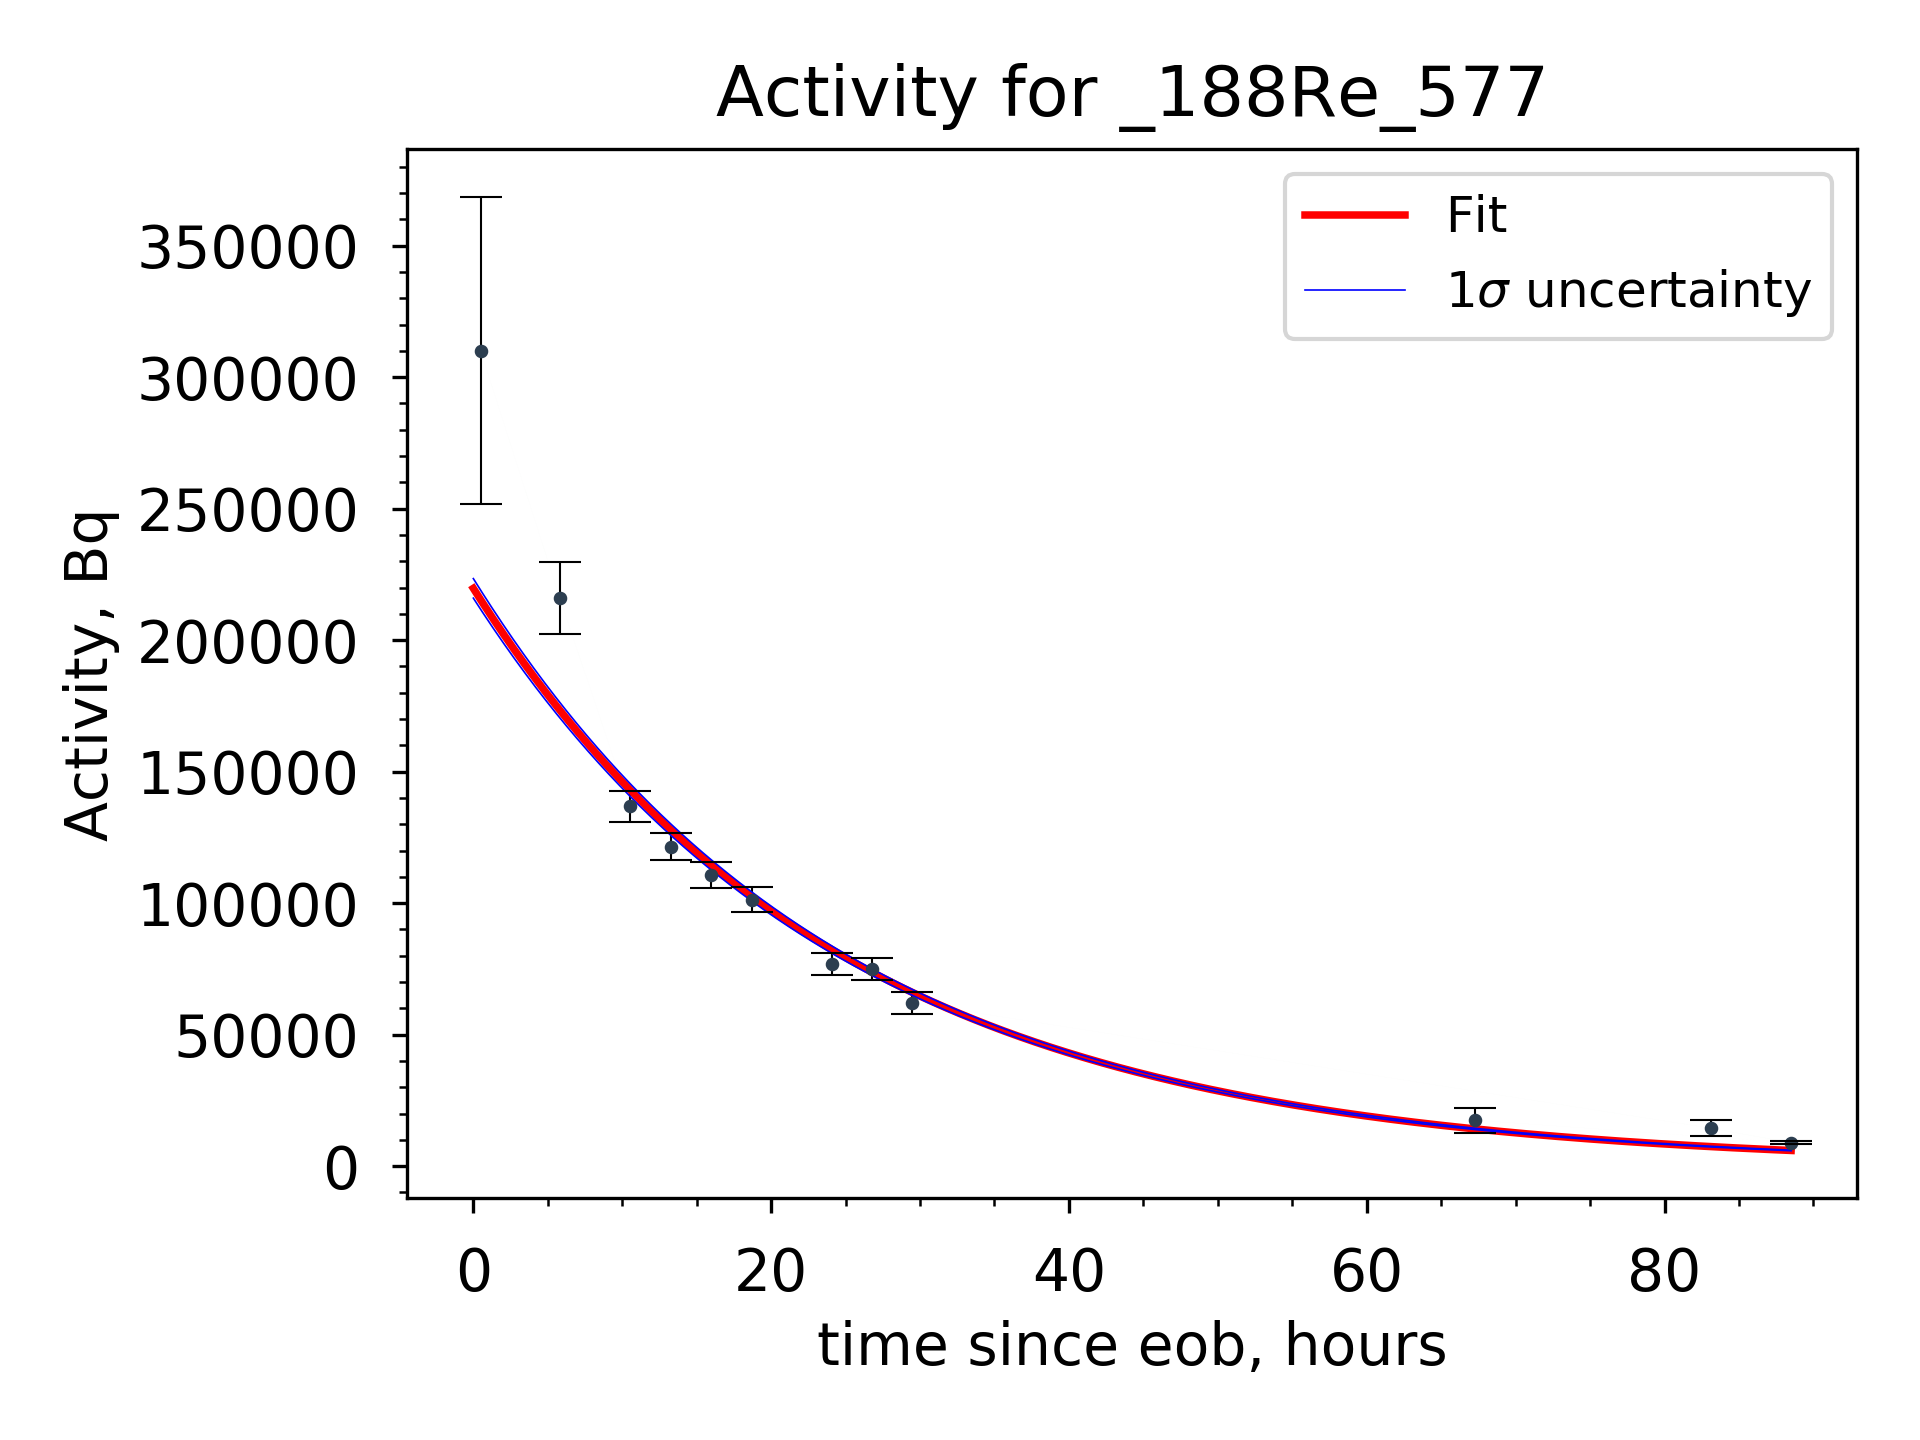 Activity for _188Re_577
Fit
1σ uncertainty
Activity, Bq
350000
300000
250000
200000
150000
100000
50000
0
0 20 40 60 80
time since eob, hours